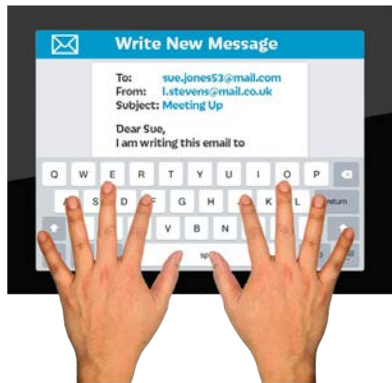 Write New Message
To: sue.jones53@mail.com
From: l.stevens@mail.co.uk
Subject: Meeting Up
Dear Sue,
I am writing this email to
Q W E R T Y U I O P
A S D F G H K L return
V B N